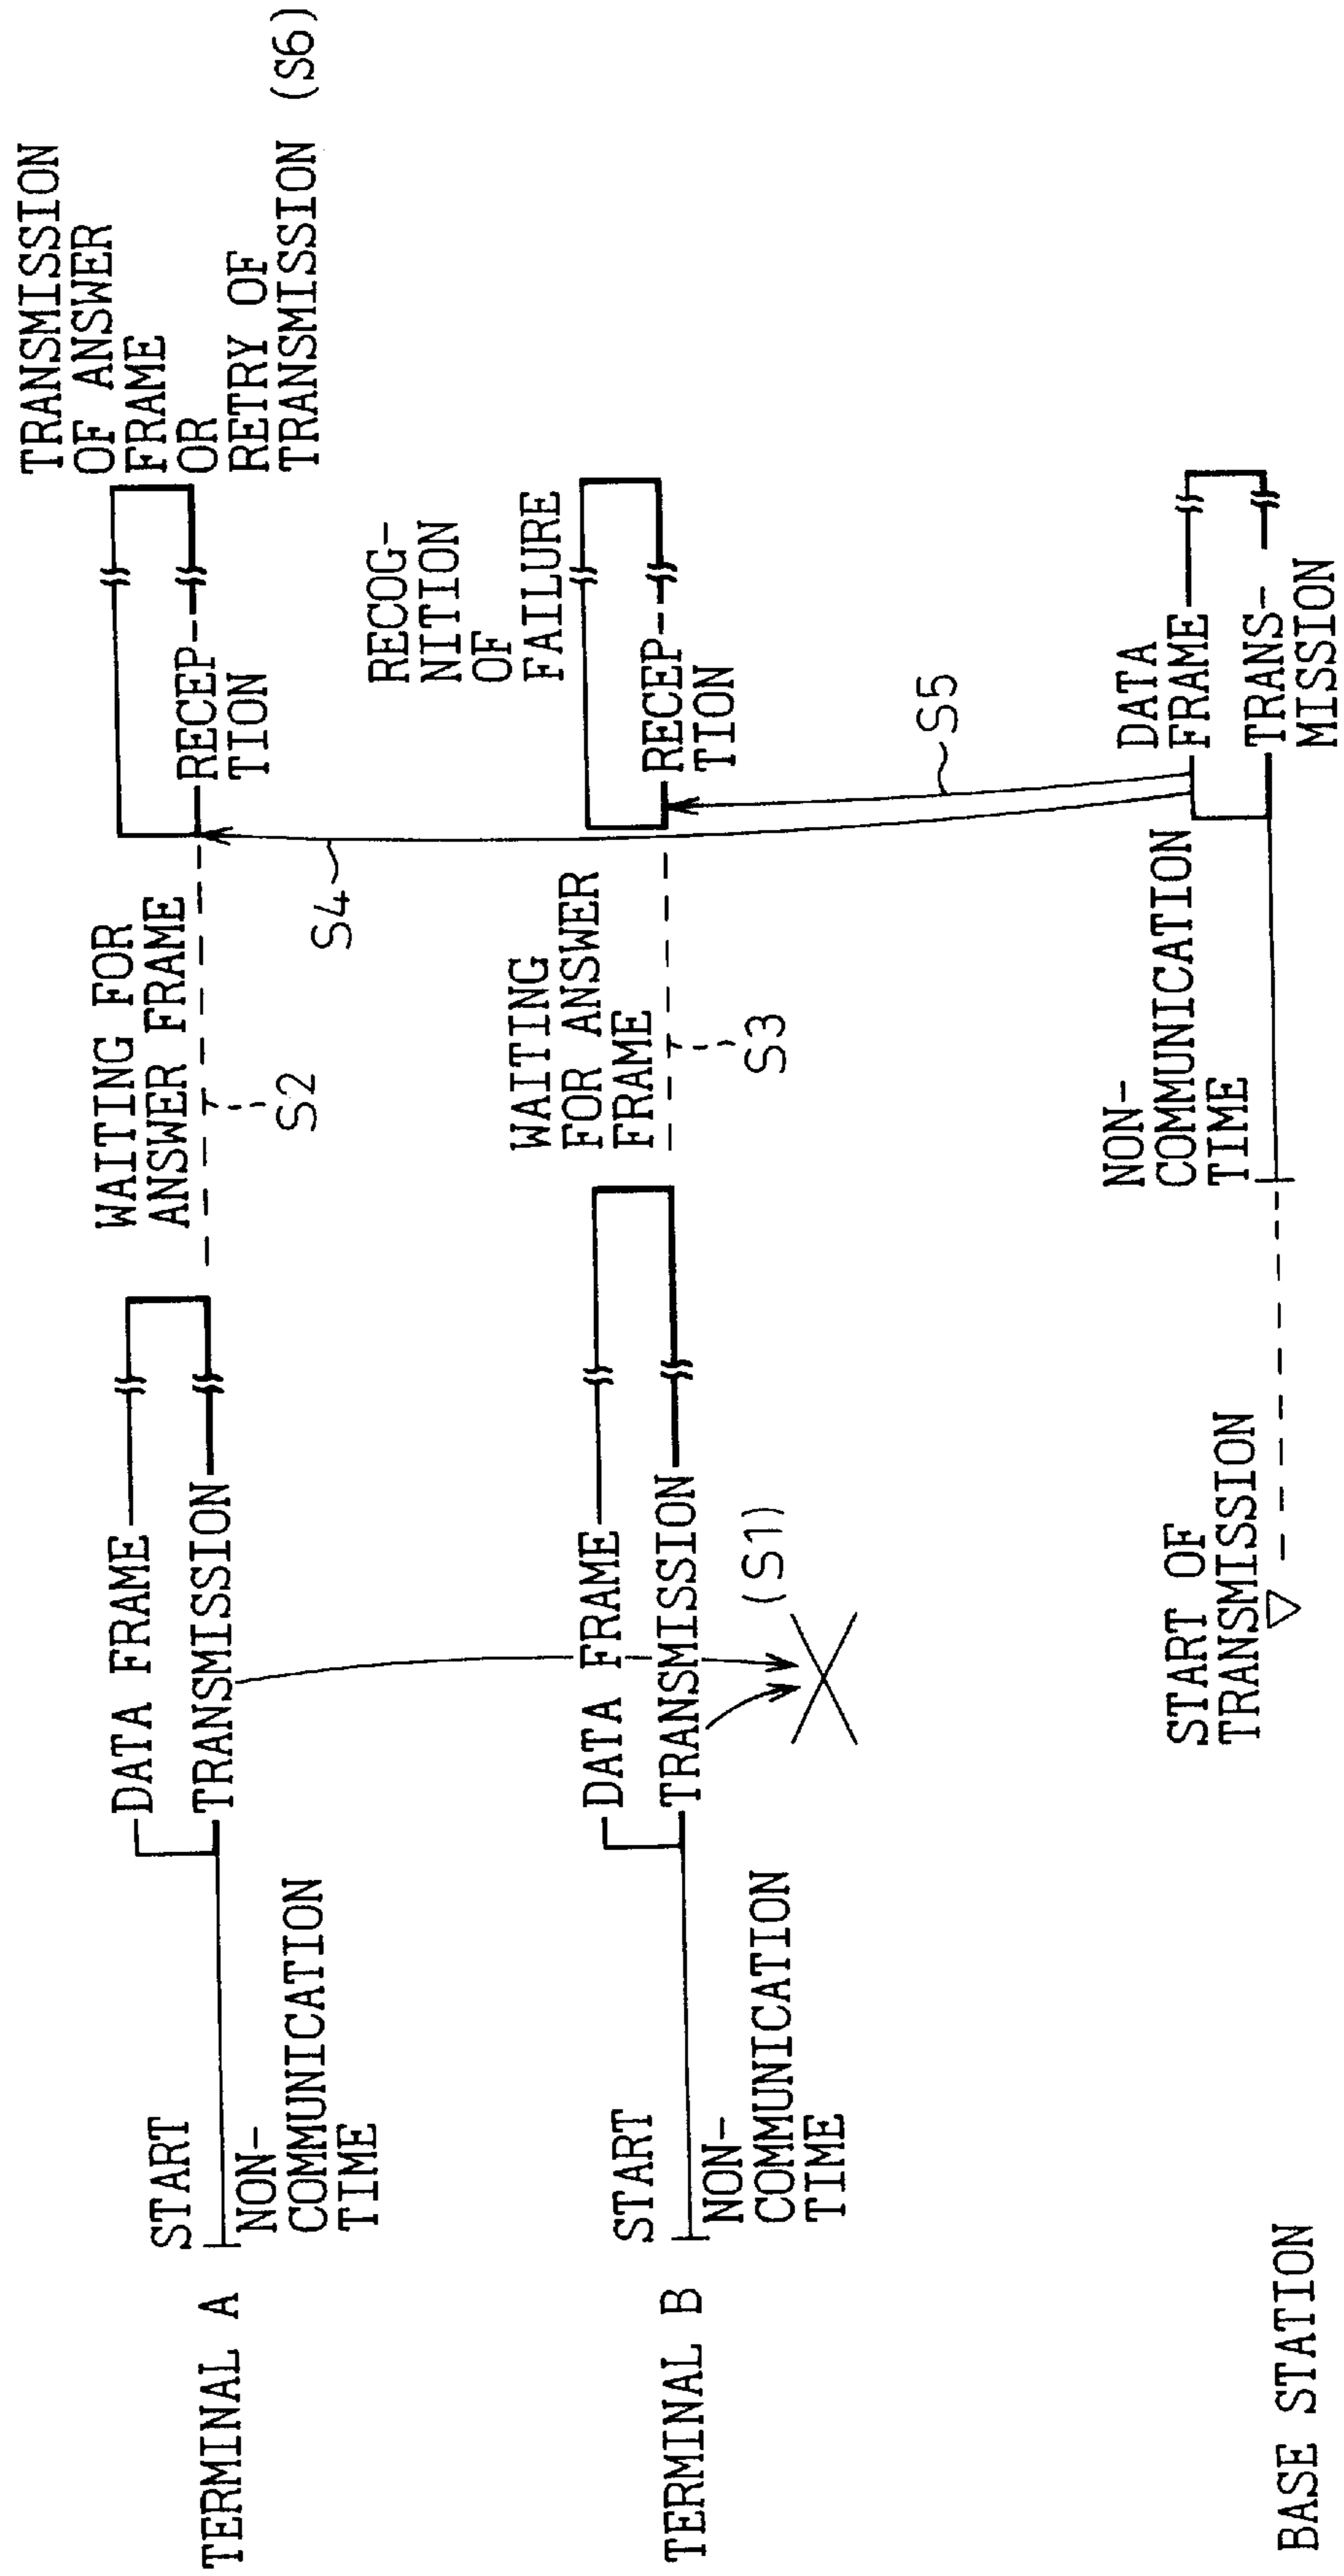 TERMINAL A
START
NON-
COMMUNICATION
TIME
DATA FRAME
TRANSMISSION
WAITING FOR
ANSWER FRAME
S2
S4
RECEP-
TION
TRANSMISSION
OF ANSWER
FRAME
OR
RETRY OF
TRANSMISSION (S6)
TERMINAL B
START
NON-
COMMUNICATION
TIME
DATA FRAME
TRANSMISSION
(S1)
WAITING
FOR ANSWER
FRAME
S3
RECEP-
TION
RECOG-
NITION
OF
FAILURE
S5
BASE STATION
START OF
TRANSMISSION
NON-
COMMUNICATION
TIME
DATA
FRAME
TRANS-
MISSION